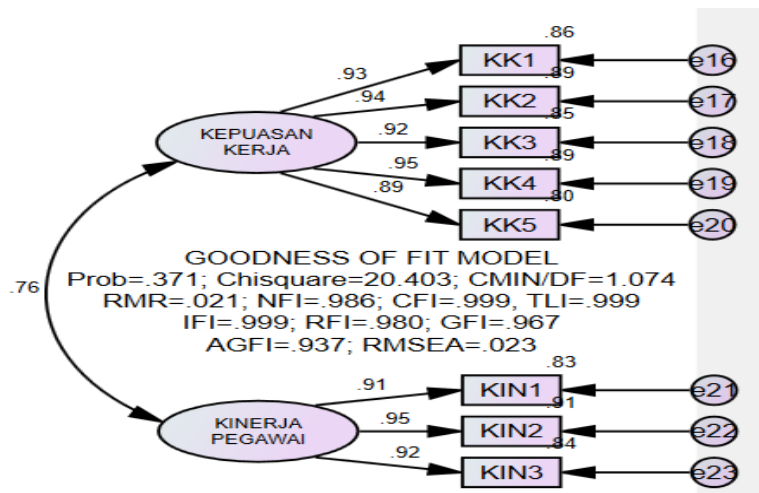 .86
.93
KK1
e16
.89
.94
KK2
e17
.85
KEPUASAN
KERJA
.92
KK3
e18
.89
.95
KK4
e19
.80
.89
KK5
e20
GOODNESS OF FIT MODEL
Prob=.371; Chisquare=20.403; CMIN/DF=1.074
RMR=.021; NFI=.986; CFI=.999, TLI=.999
IFI=.999; RFI=.980; GFI=.967
AGFI=.937; RMSEA=.023
.76
.83
.91
KIN1
e21
.91
KINERJA
PEGAWAI
.95
KIN2
e22
.84
.92
KIN3
e23